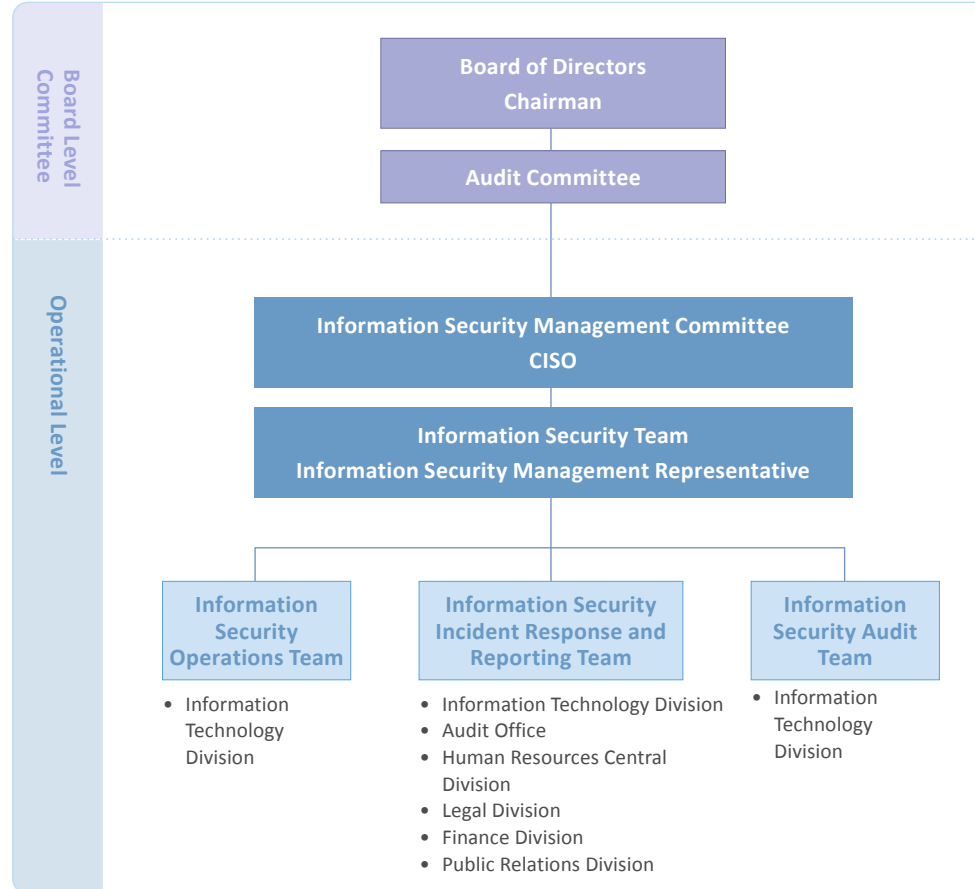 Board Level
Committee
Board of Directors
Chairman
Audit Committee
Operational Level
Information Security Management Committee
CISO
Information Security Team
Information Security Management Representative
Information
Security
Operations Team
• Information
Technology
Division
Information Security
Incident Response and
Reporting Team
• Information Technology Division
• Audit Office
• Human Resources Central
Division
• Legal Division
• Finance Division
• Public Relations Division
Information
Security Audit
Team
• Information
Technology
Division